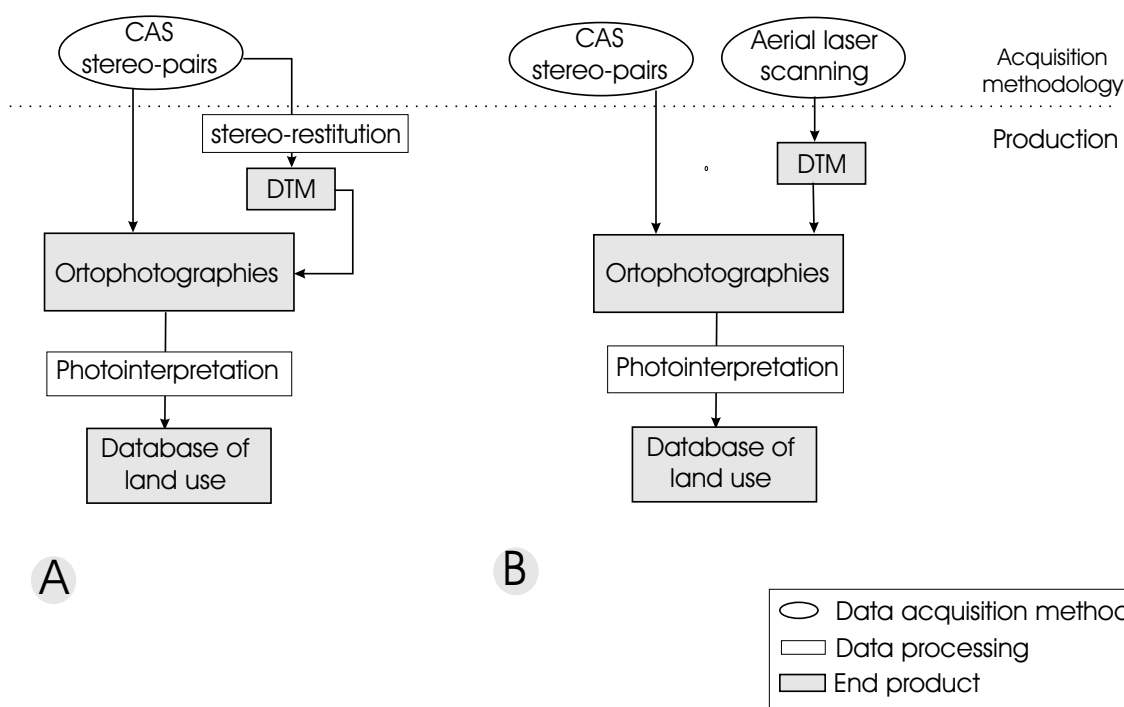 CAS
stereo-pairs
stereo-restitution
DTM
Ortophotographies
Photointerpretation
Database of
land use
A
CAS
stereo-pairs
Aerial laser
scanning
DTM
Ortophotographies
Photointerpretation
Database of
land use
B
Acquisition
methodology
Production
Data acquisition method
Data processing
End product